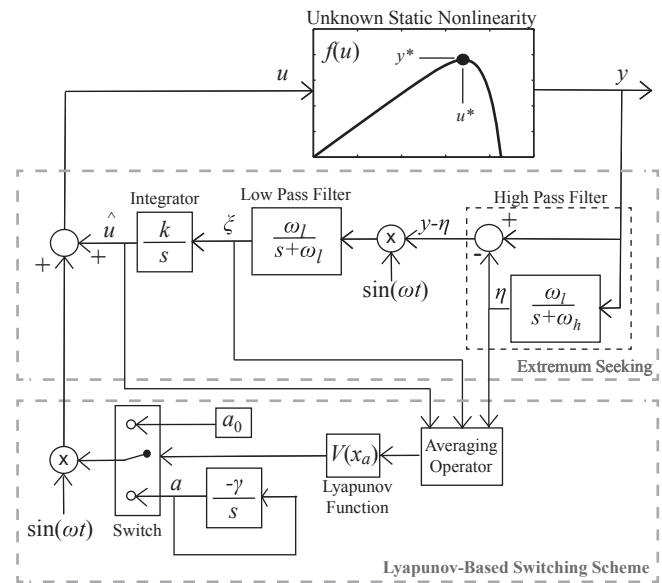 Unknown Static Nonlinearity
f(u)
y*
u*
u
y
Integrator
Low Pass Filter
High Pass Filter
û
k
s
ξ
ω_l
s+ω_l
x
y-η
+
-
sin(ωt)
η
ω_l
s+ω_h
+
+
Extremum Seeking
a_0
x
V(x_a)
Averaging
Operator
Lyapunov
Function
a
-γ
s
sin(ωt)
Switch
Lyapunov-Based Switching Scheme